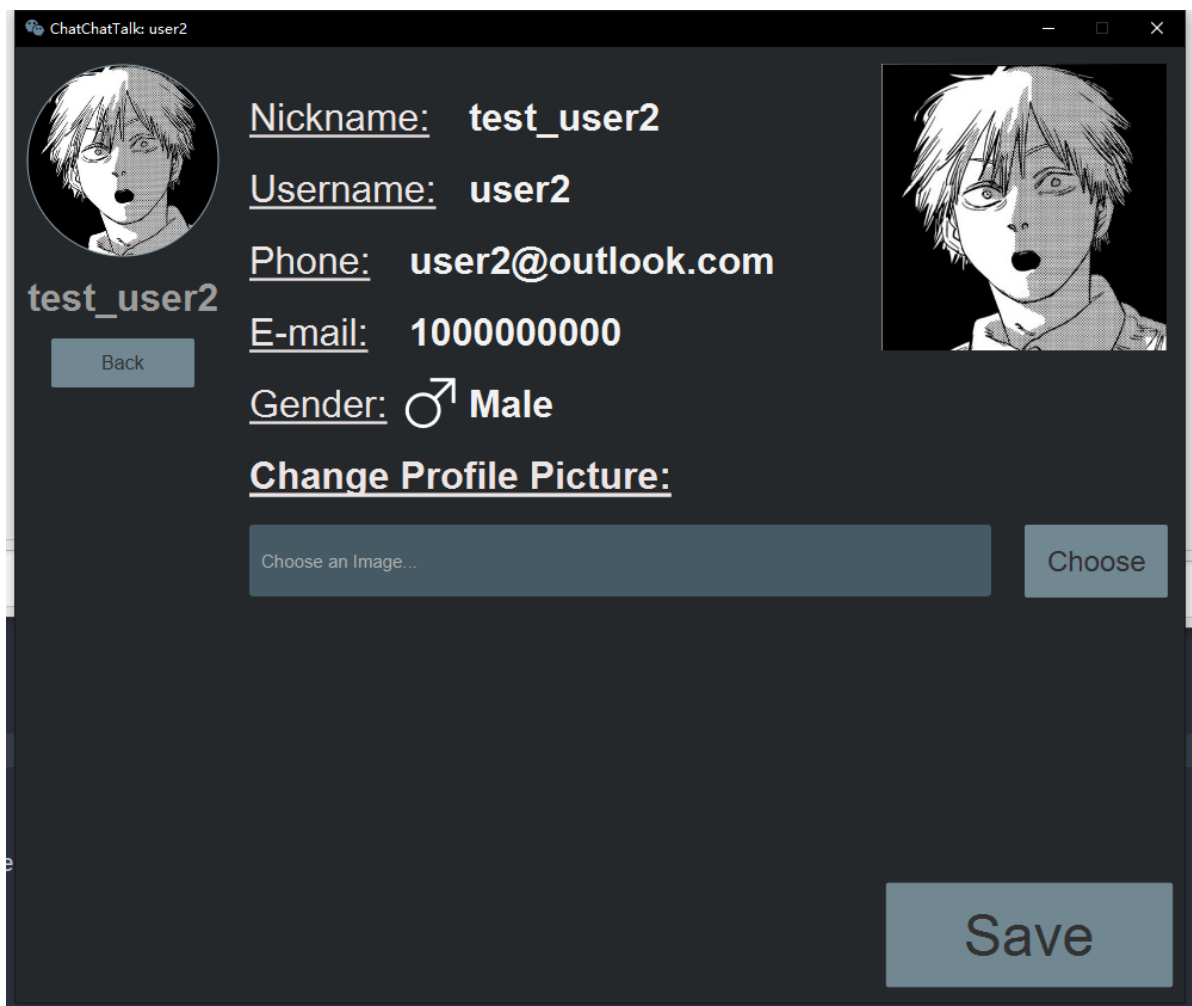 ChatChatTalk: user2
test_user2
Back
Nickname: test_user2
Username: user2
Phone: user2@outlook.com
E-mail: 1000000000
Gender: ♂ Male
Change Profile Picture:
Choose an Image...
Choose
Save
e